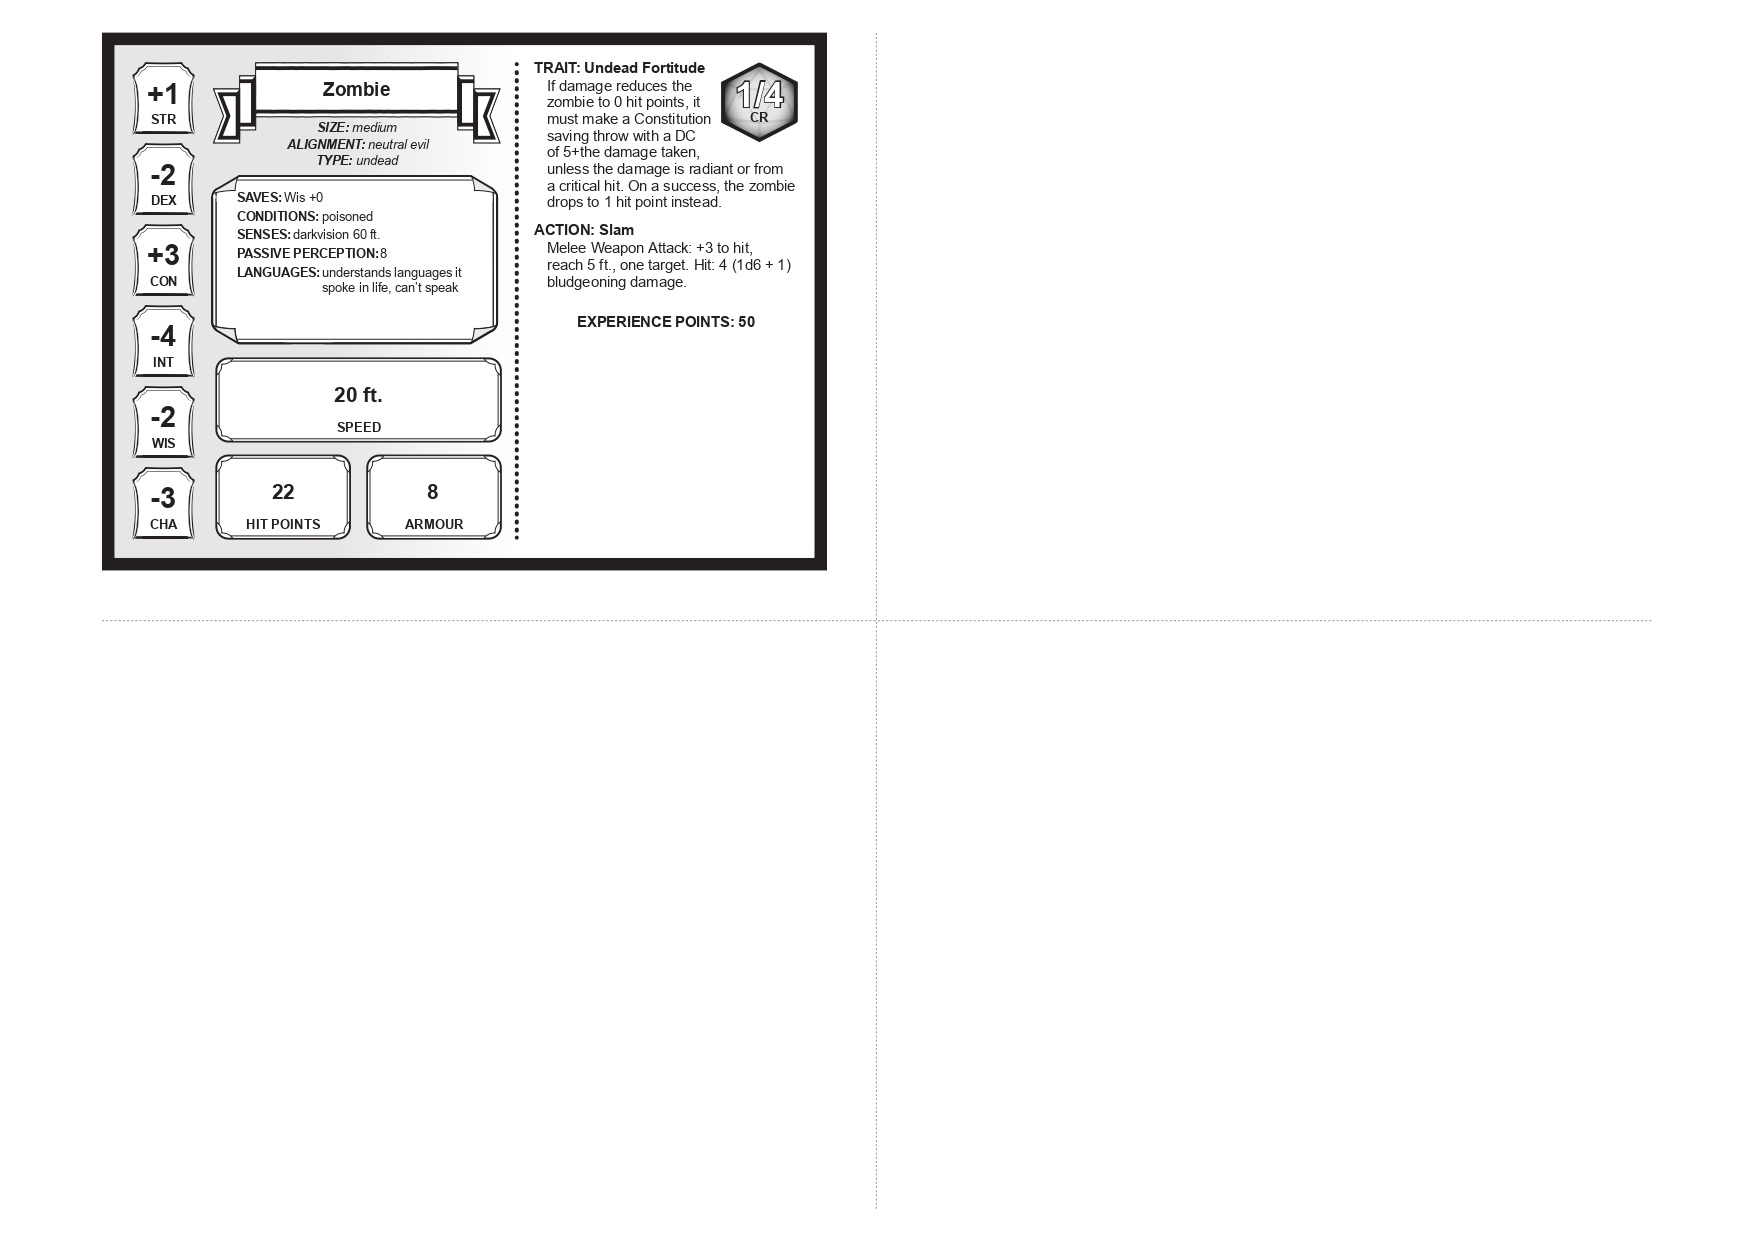 +1
STR
-2
DEX
+3
CON
-4
INT
-2
WIS
-3
CHA
Zombie
SIZE: medium
ALIGNMENT: neutral evil
TYPE: undead
SAVES: Wis +0
CONDITIONS: poisoned
SENSES: darkvision 60 ft.
PASSIVE PERCEPTION: 8
LANGUAGES: understands languages it
spoke in life, can’t speak
20 ft.
SPEED
22
HIT POINTS
8
ARMOUR
TRAIT: Undead Fortitude
If damage reduces the
zombie to 0 hit points, it
must make a Constitution
saving throw with a DC
of 5+the damage taken,
unless the damage is radiant or from
a critical hit. On a success, the zombie
drops to 1 hit point instead.
1/4
CR
ACTION: Slam
Melee Weapon Attack: +3 to hit,
reach 5 ft., one target. Hit: 4 (1d6 + 1)
bludgeoning damage.
EXPERIENCE POINTS: 50